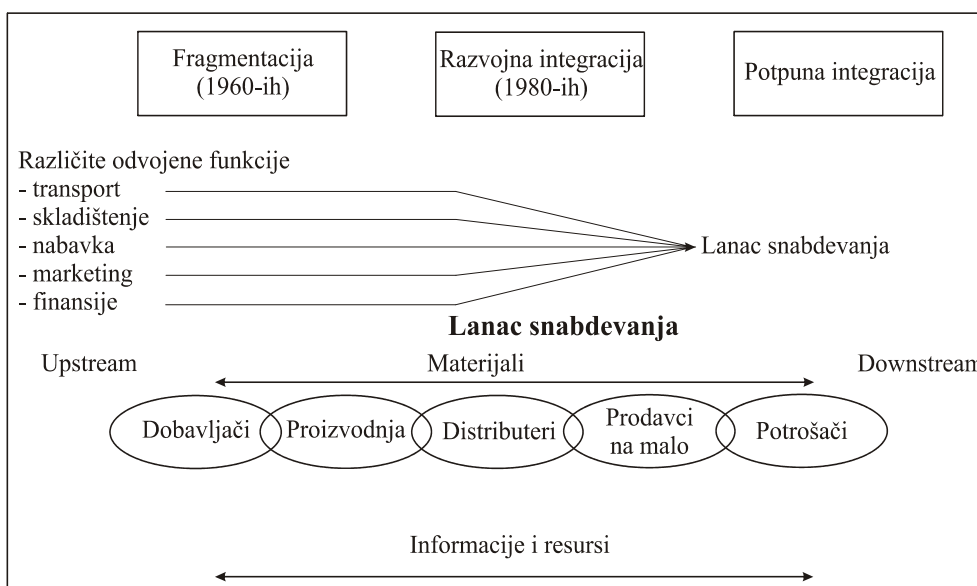 Fragmentacija
(1960-ih)
Razvojna integracija
(1980-ih)
Potpuna integracija
Različite odvojene funkcije
- transport
- skladištenje
- nabavka
- marketing
- finansije
Lanac snabdevanja
Lanac snabdevanja
Upstream
Materijali
Downstream
Dobavljači
Proizvodnja
Distributeri
Prodavci
na malo
Potrošači
Informacije i resursi